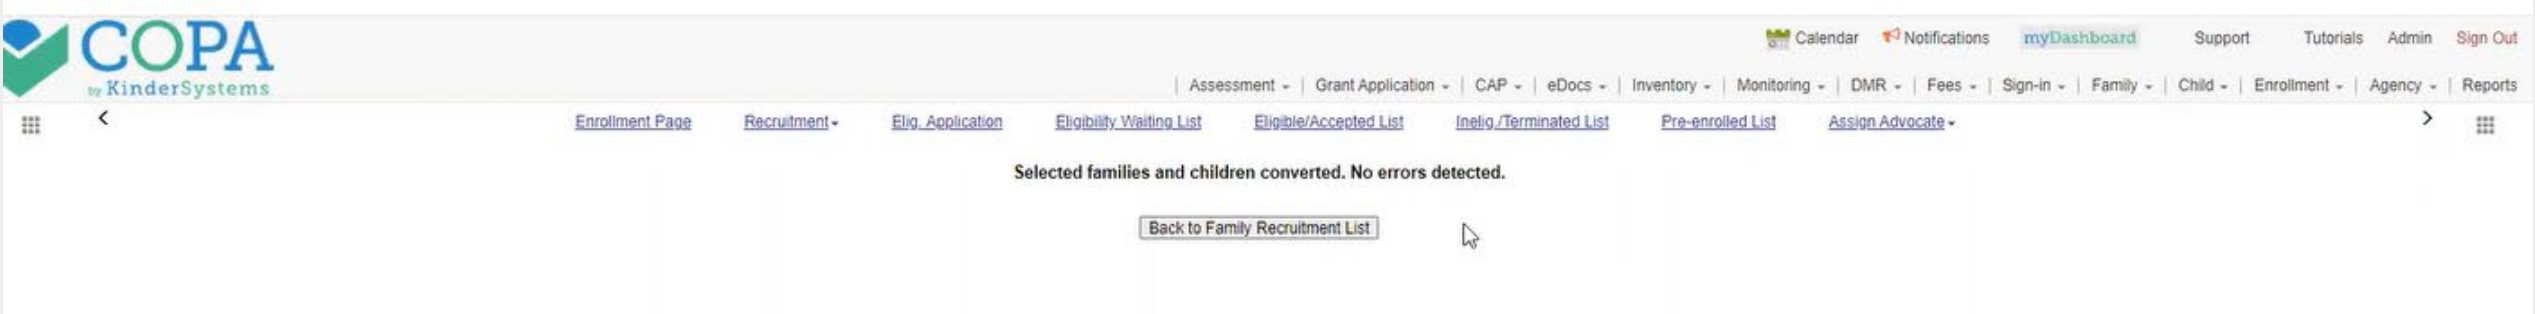 COPA
by KinderSystems
Calendar Notifications myDashboard Support Tutorials Admin Sign Out
| Assessment | Grant Application | CAP | eDocs | Inventory | Monitoring | DMR | Fees | Sign-in | Family | Child | Enrollment | Agency | Reports
< Enrollment Page Recruitment Elig. Application Eligibility Waiting List Eligible/Accepted List Inelig./Terminated List Pre-enrolled List Assign Advocate >
Selected families and children converted. No errors detected.
Back to Family Recruitment List